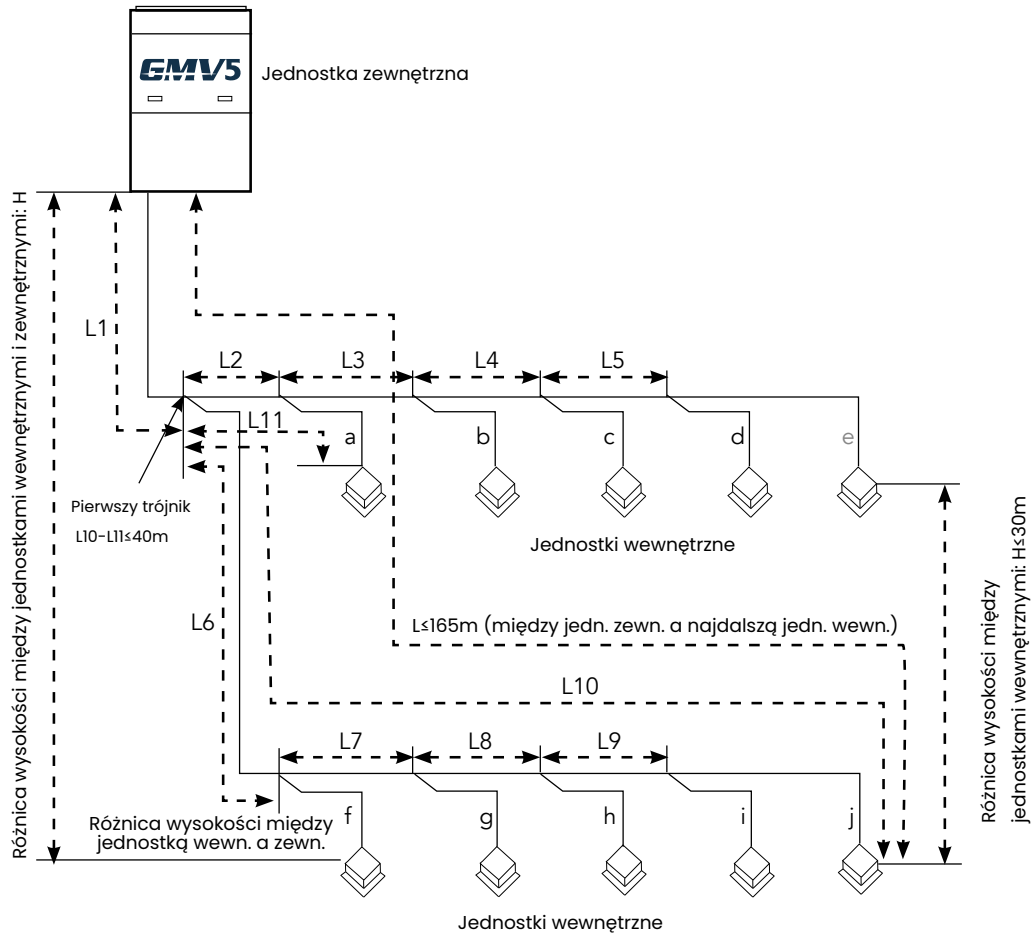 GMV5
Jednostka zewnętrzna
Różnica wysokości między jednostkami wewnętrznymi i zewnętrznymi: H
L1
L2
L3
L4
L5
L11
a
b
c
d
e
Pierwszy trójnik
L10-L11≤40m
Jednostki wewnętrzne
Różnica wysokości między
jednostkami wewnętrznymi: H≤30m
L6
L≤165m (między jedn. zewn. a najdalszą jedn. wewn.)
L10
L7
L8
L9
f
g
h
i
j
Różnica wysokości między
jednostką wewn. a zewn.
Jednostki wewnętrzne